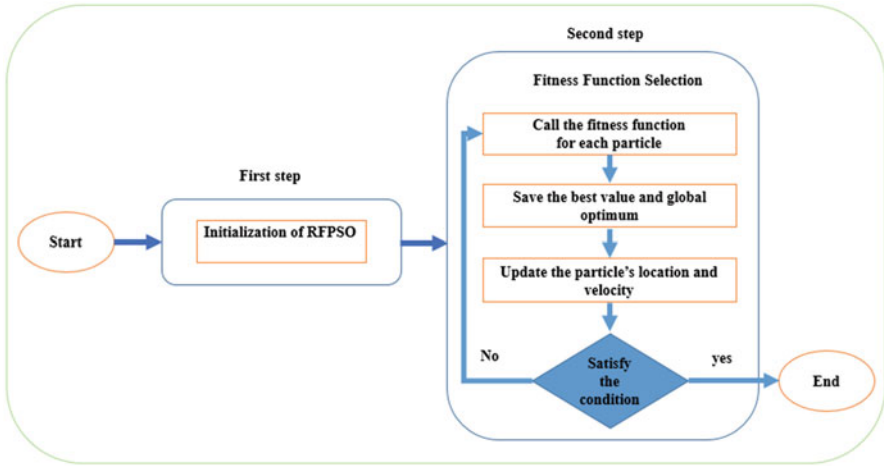 Start
First step
Initialization of RFPSO
Second step
Fitness Function Selection
Call the fitness function
for each particle
Save the best value and global
optimum
Update the particle's location and
velocity
No
Satisfy
the
condition
yes
End